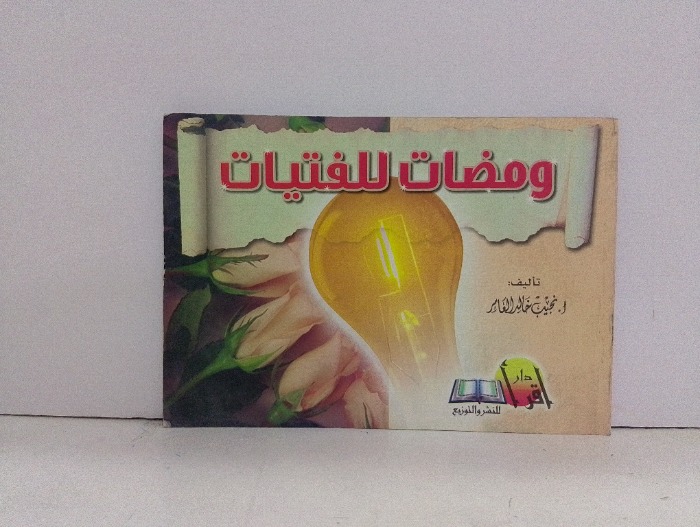 ومضات للفتيات
تأليف:
أ. نجيب خالد العامر
دار
اقرأ
للنشر والتوزيع